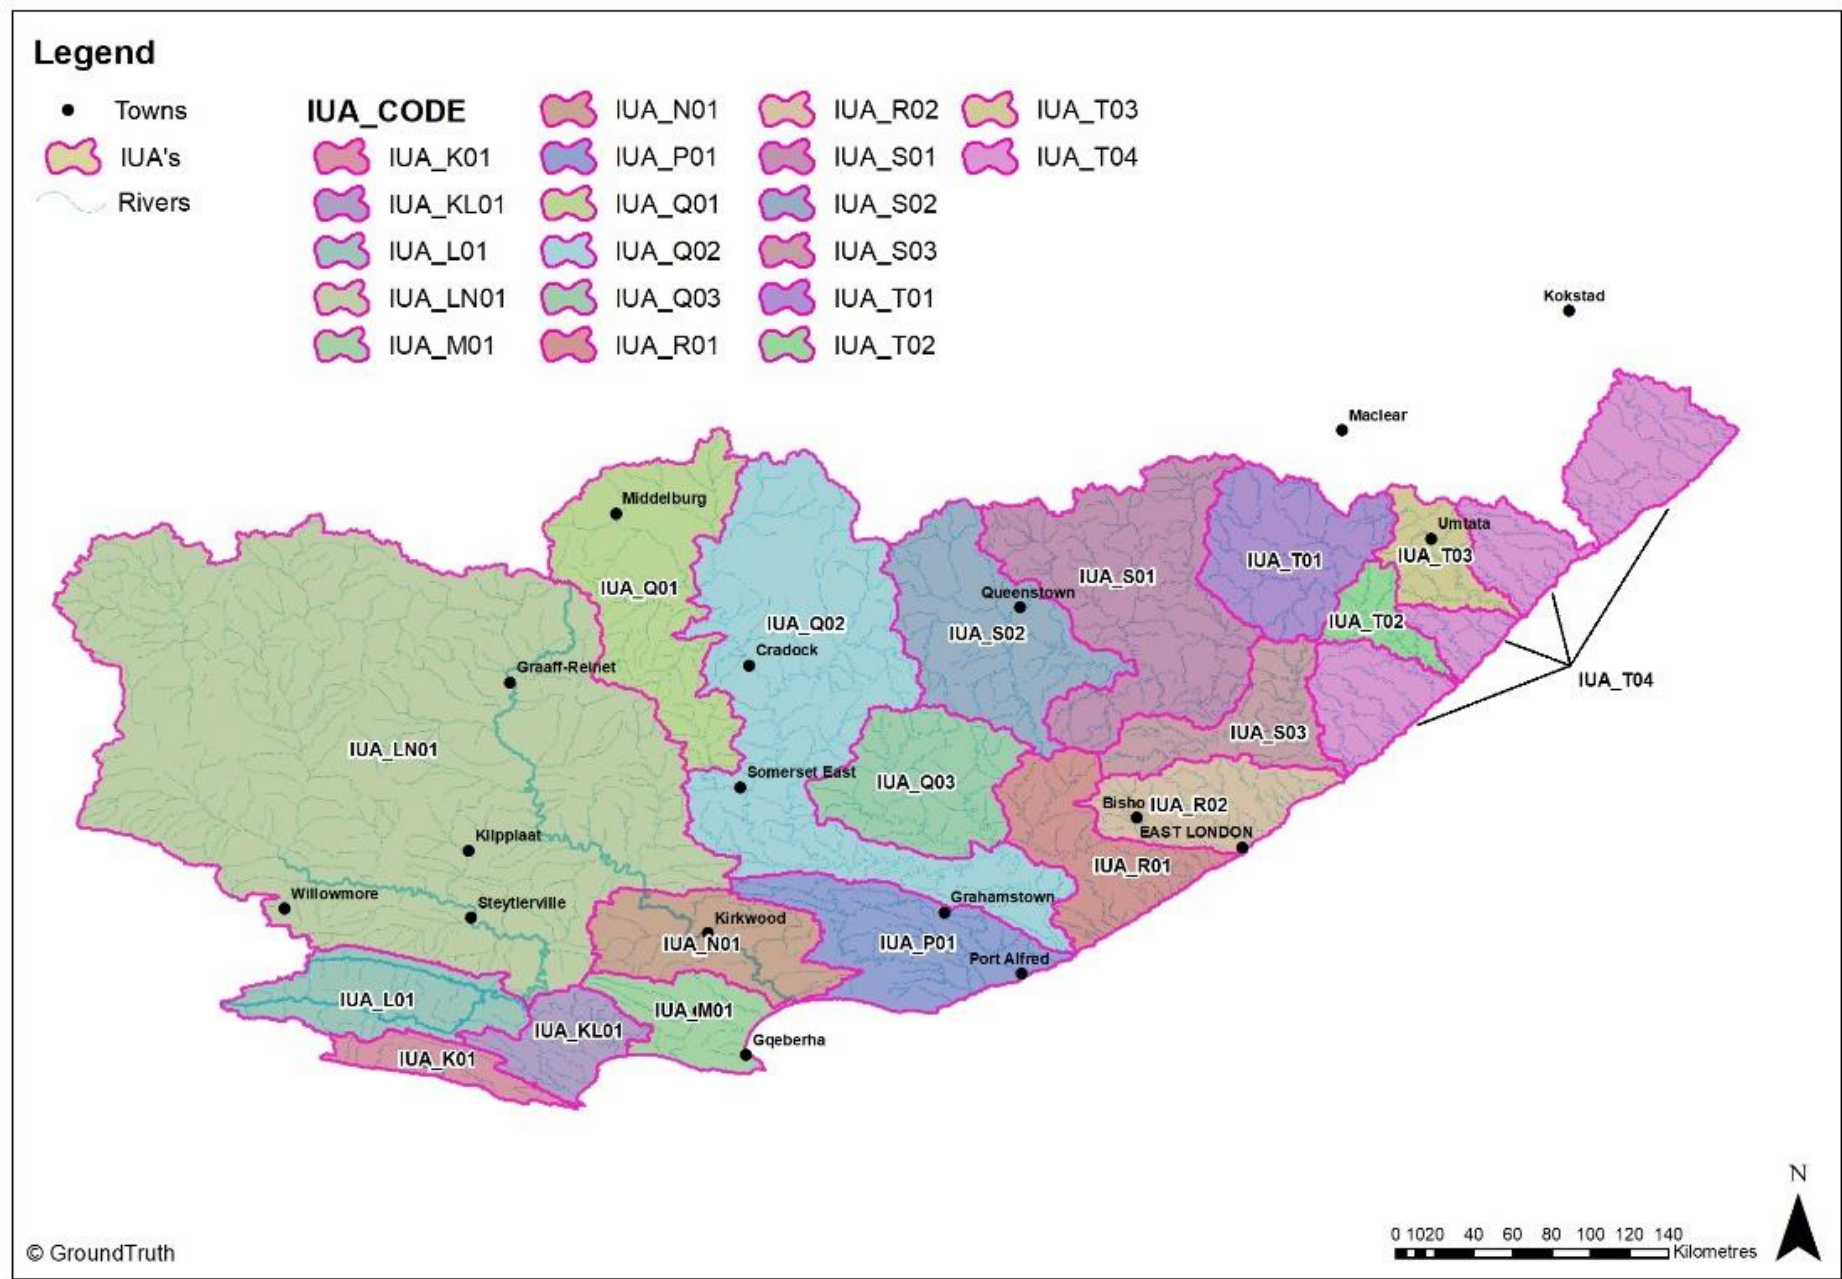 Legend
Towns
IUA's
Rivers
IUA_CODE
IUA_K01
IUA_KL01
IUA_L01
IUA_LN01
IUA_M01
IUA_N01
IUA_P01
IUA_Q01
IUA_Q02
IUA_Q03
IUA_R01
IUA_R02
IUA_S01
IUA_S02
IUA_S03
IUA_T01
IUA_T02
IUA_T03
IUA_T04
Kokstad
Maclear
Middelburg
Umtata
IUA_T03
IUA_T01
IUA_S01
IUA_Q01
Queenstown
IUA_Q02
IUA_S02
IUA_T02
Cradock
Graaff-Reinet
IUA_T04
IUA_S03
IUA_LN01
Somerset East
IUA_Q03
Bisho
IUA_R02
EAST LONDON
Klipplaat
IUA_R01
Willowmore
Steytlerville
Grahamstown
Kirkwood
IUA_N01
IUA_P01
Port Alfred
IUA_L01
IUA_M01
IUA_KL01
Gqeberha
IUA_K01
N
0 1020 40 60 80 100 120 140
Kilometres
© GroundTruth